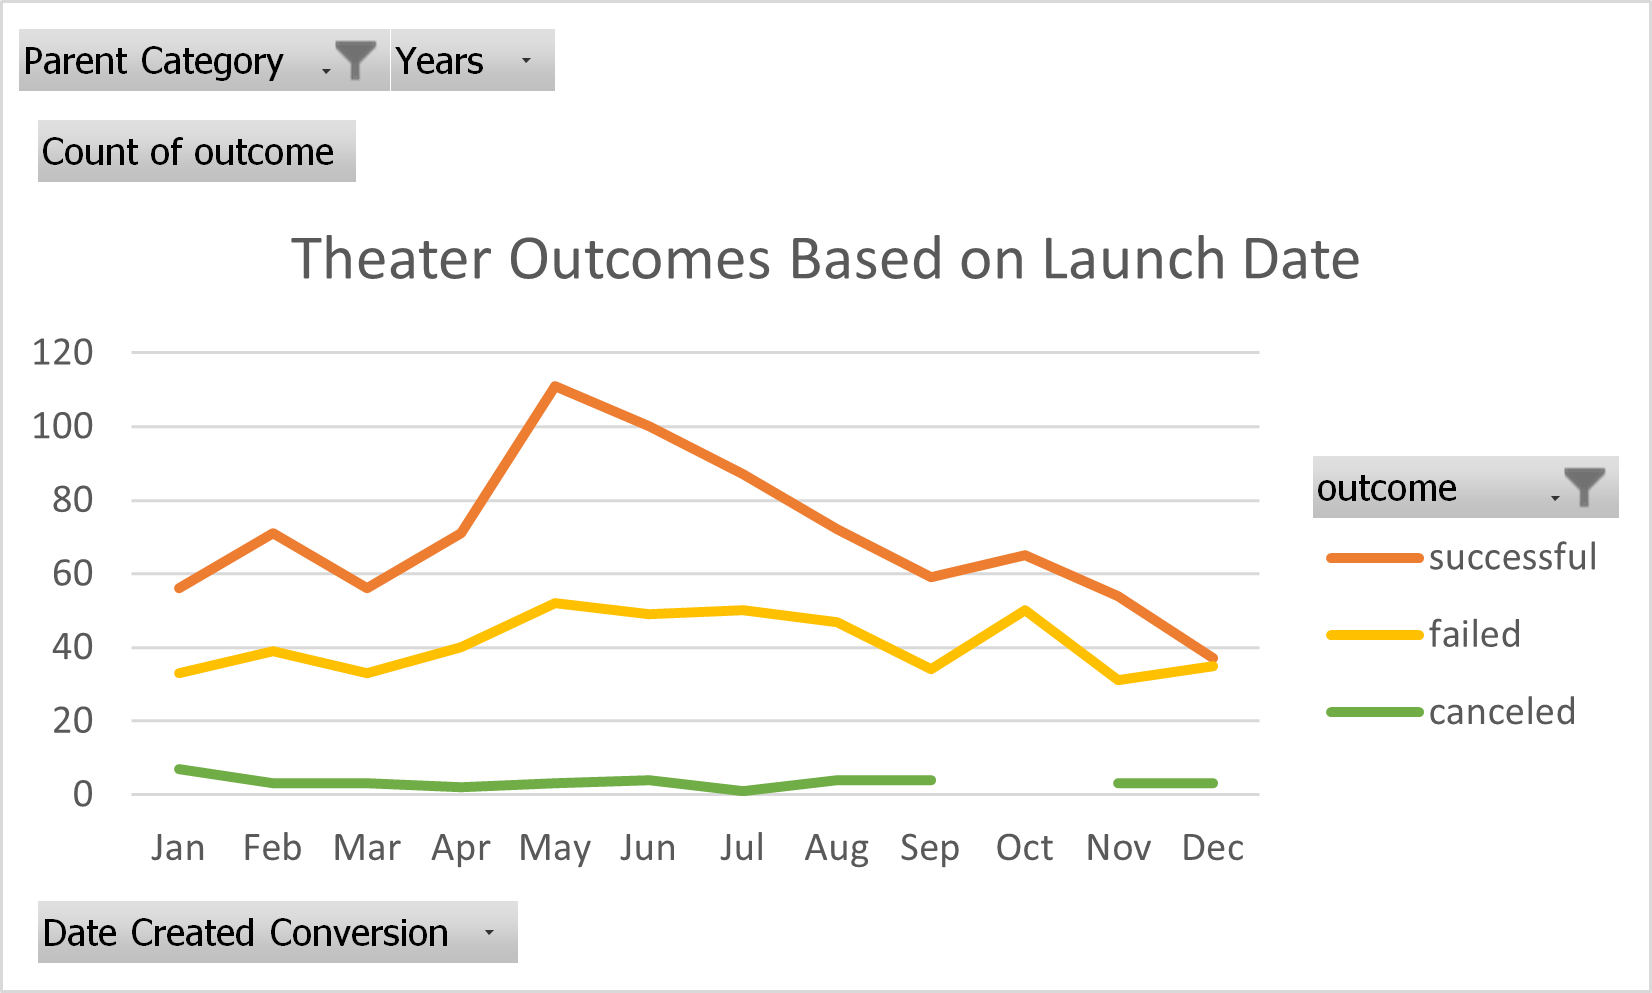 Parent Category Years
Count of outcome
Theater Outcomes Based on Launch Date
120
100
80
60
40
20
0
Jan Feb Mar Apr May Jun Jul Aug Sep Oct Nov Dec
outcome
successful
failed
canceled
Date Created Conversion